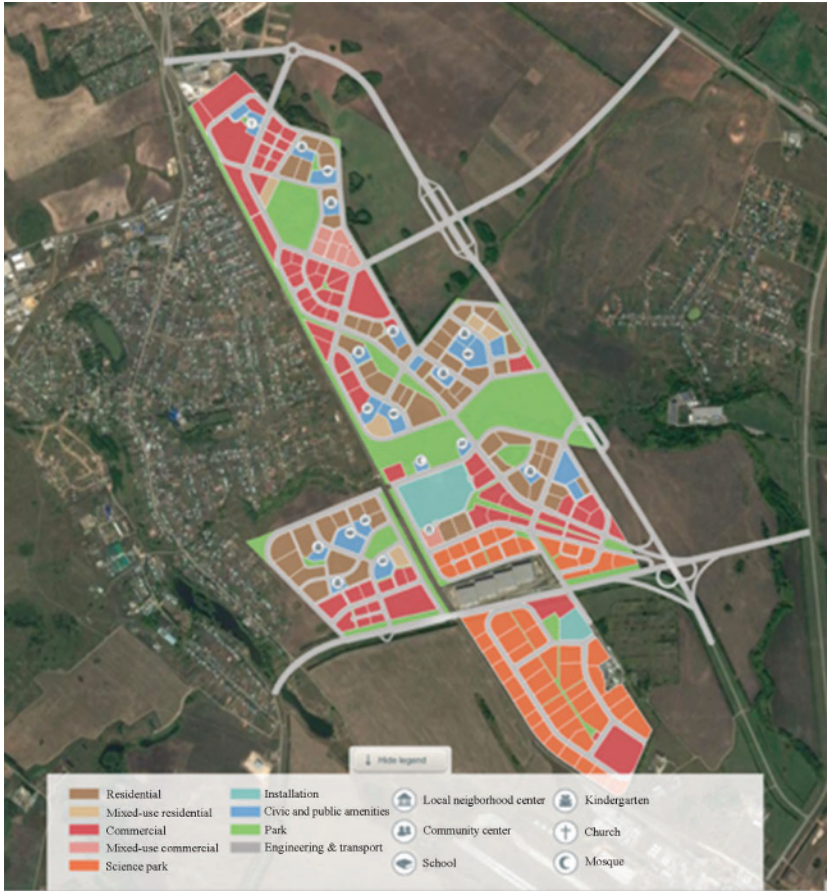 Hide legend
Residential
Mixed-use residential
Commercial
Mixed-use commercial
Science park
Installation
Civic and public amenities
Park
Engineering & transport
Local neigborhood center
Community center
School
Kindergarten
Church
Mosque